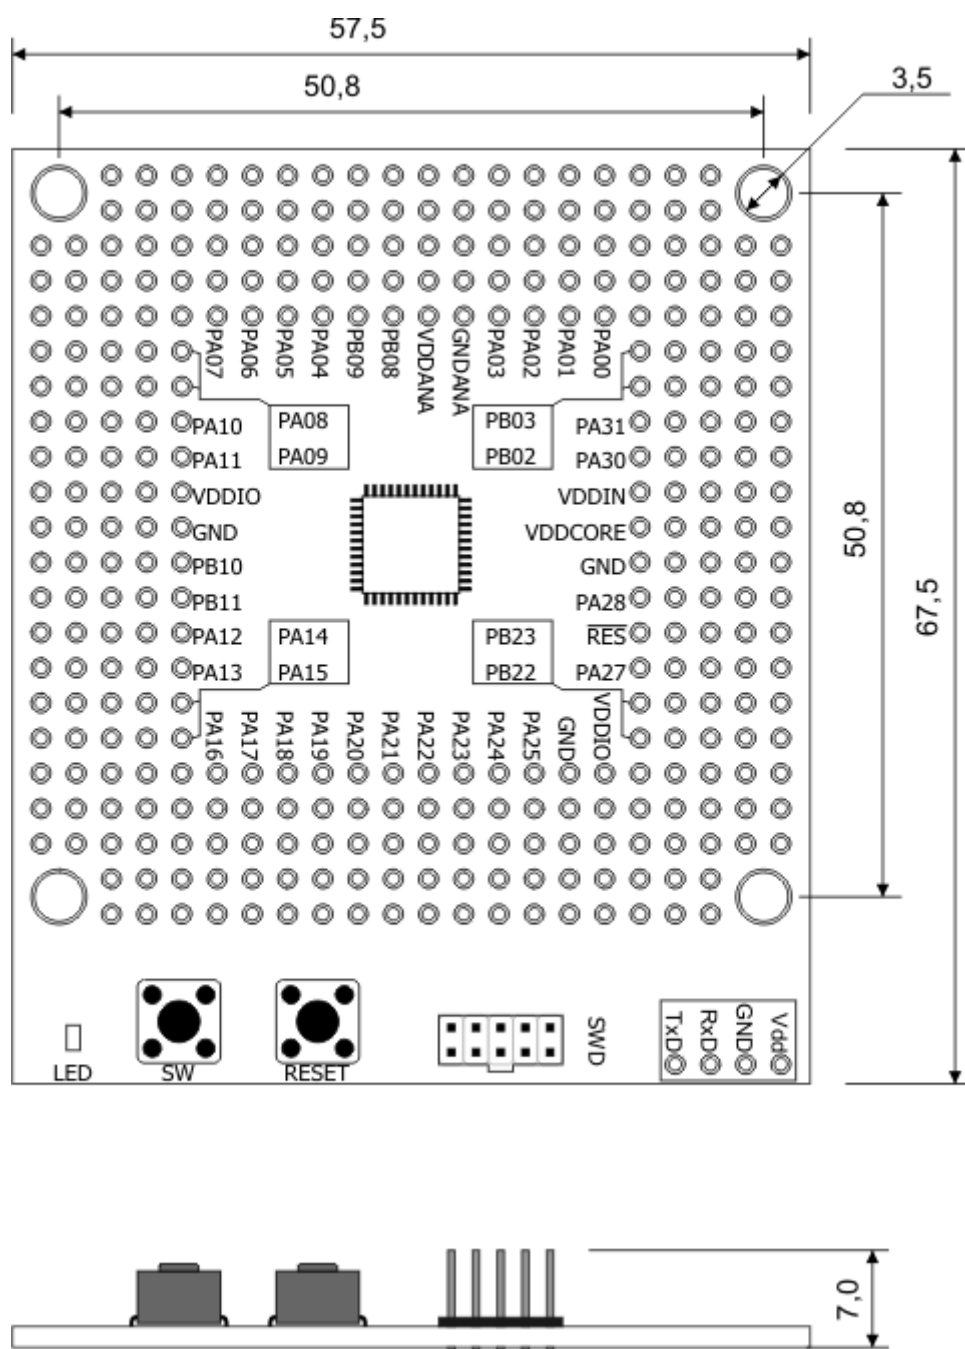 57,5
50,8
3,5
PA07
PA06
PA05
PA04
PB09
PB08
VDDANA
GNDANA
PA03
PA02
PA01
PA00
PA10
PA08
PB03
PA31
PA11
PA09
PB02
PA30
VDDIO
VDDIN
GND
VDDCORE
50,8
PB10
GND
67,5
PB11
PA28
PA12
PA14
PB23
RES
PA13
PA15
PB22
PA27
PA16
PA17
PA18
PA19
PA20
PA21
PA22
PA23
PA24
PA25
GND
VDDIO
SWD
TxD
RxD
GND
Vdd
LED
SW
RESET
7,0